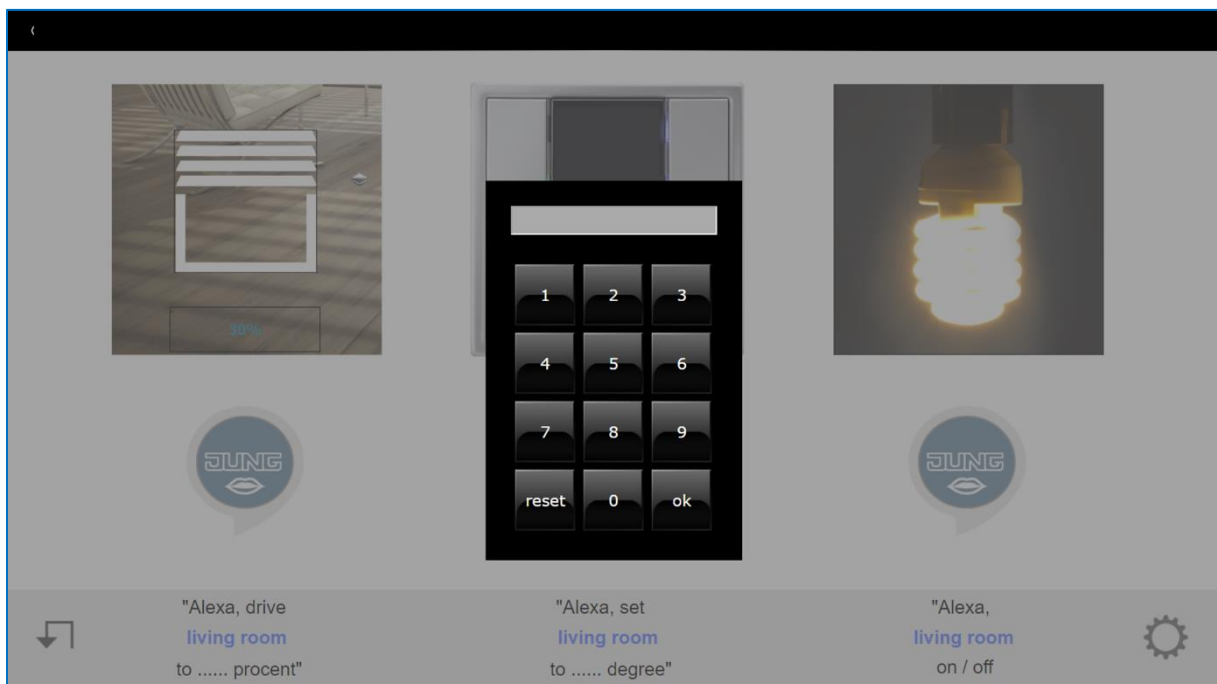 30%
1 2 3
4 5 6
7 8 9
reset 0 ok
JUNG
JUNG
"Alexa, drive
living room
to ...... procent"
"Alexa, set
living room
to ...... degree"
"Alexa,
living room
on / off